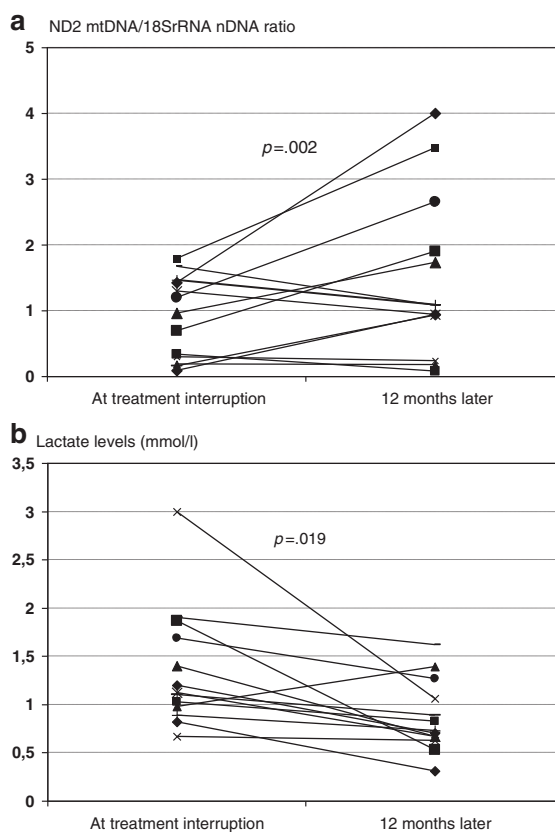 a ND2 mtDNA/18SrRNA nDNA ratio
5
4
p=.002
3
2
1
0
At treatment interruption 12 months later
b Lactate levels (mmol/l)
3,5
3
p=.019
2,5
2
1,5
1
0,5
0
At treatment interruption 12 months later